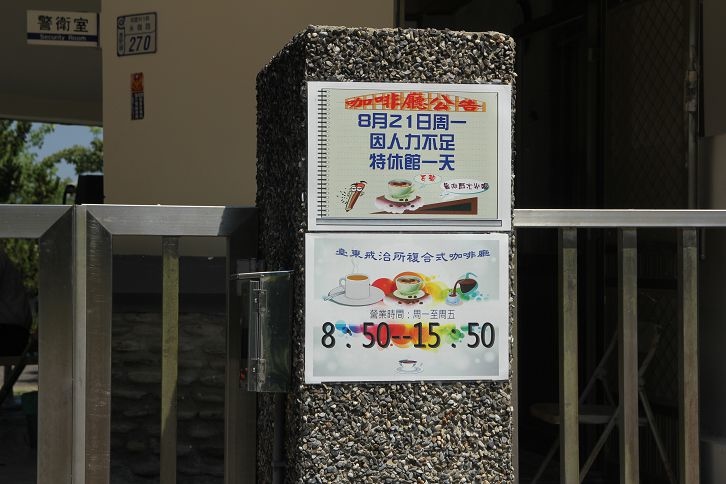 警衛室
Security Room
270
咖啡廳公告
8月21日周一
因人力不足
特休館一天
臺東戒治所複合式咖啡廳
營業時間：周一至周五
8：50--15：50